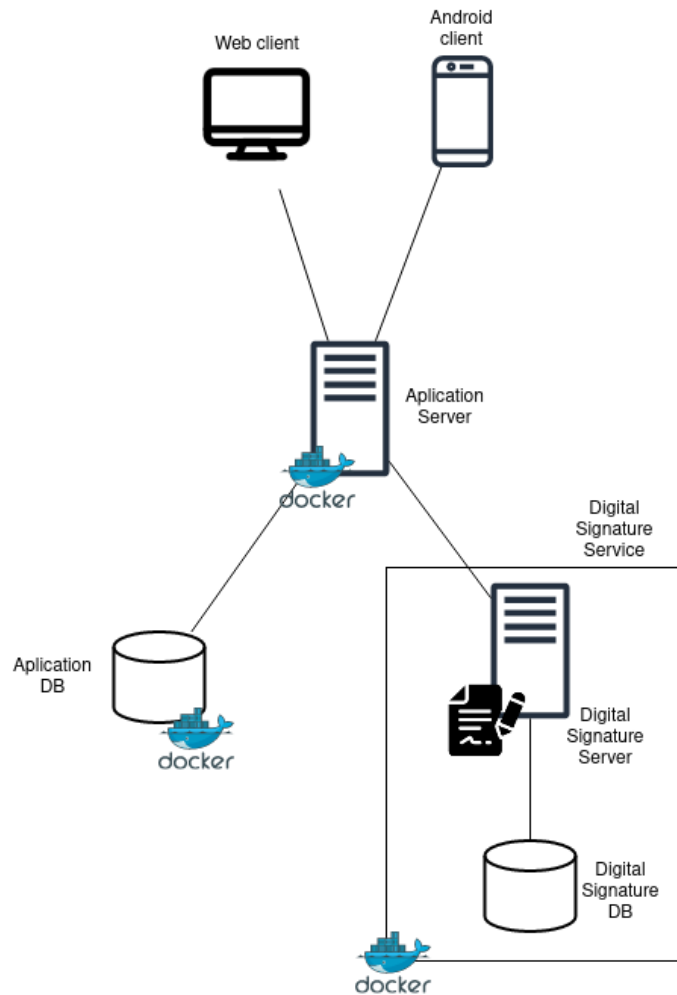 Web client
Android
client
Aplication
Server
docker
Digital
Signature
Service
Aplication
DB
docker
Digital
Signature
Server
Digital
Signature
DB
docker